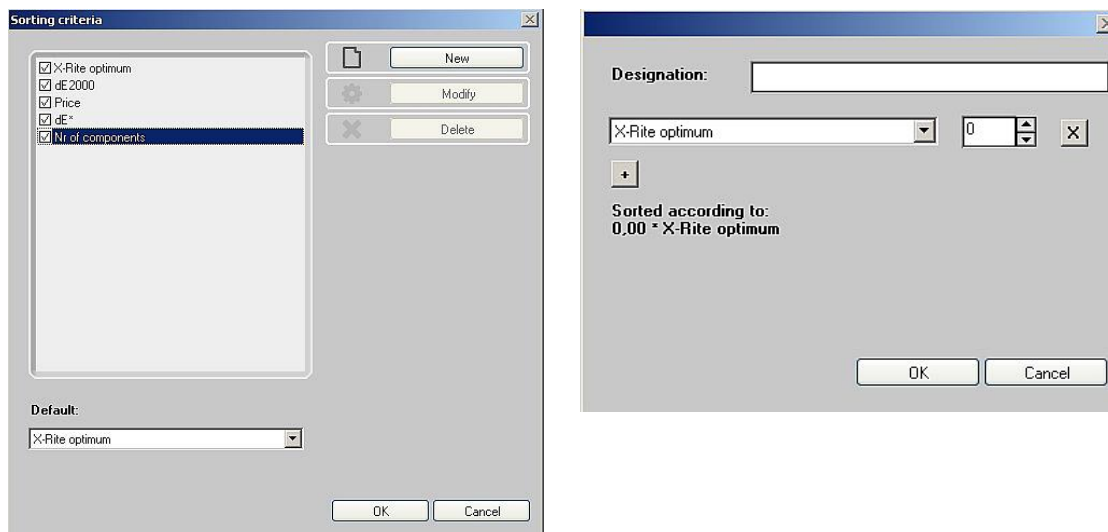 Sorting criteria
X-Rite optimum
dE2000
Price
dE*
Nr of components
New
Modify
Delete
Default:
X-Rite optimum
OK Cancel
Designation:
X-Rite optimum 0 X
+
Sorted according to:
0,00 * X-Rite optimum
OK Cancel